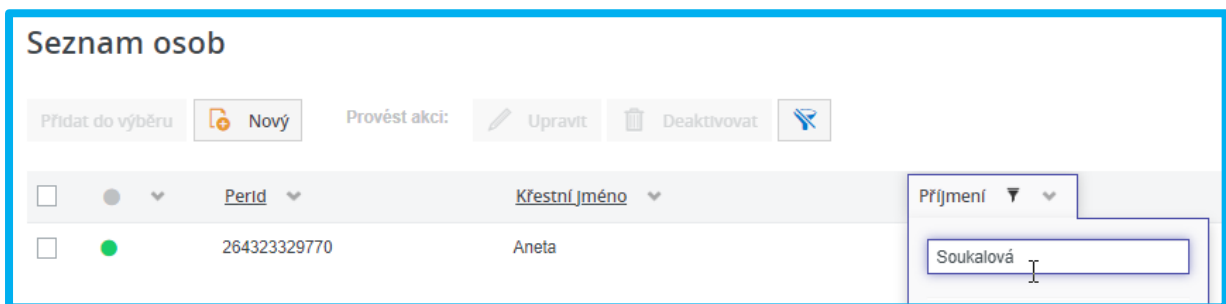 Seznam osob
Přidat do výběru Nový Provést akci: Upravit Deaktivovat
PerId Křestní jméno Příjmení
264323329770 Aneta Soukalová